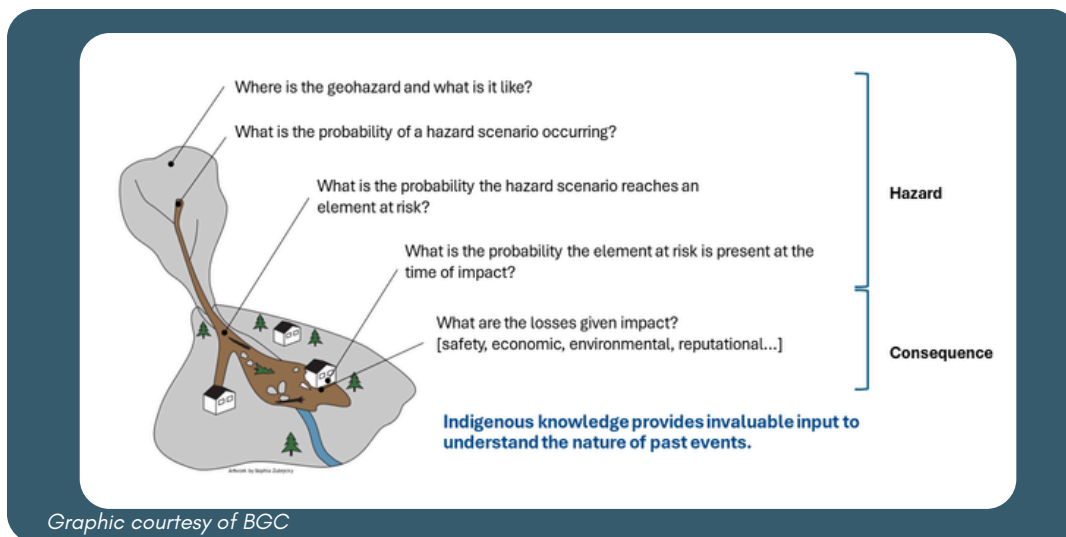 Where is the geohazard and what is it like?
What is the probability of a hazard scenario occurring?
What is the probability the hazard scenario reaches an
element at risk?
Hazard
What is the probability the element at risk is present at the
time of impact?
What are the losses given impact?
[safety, economic, environmental, reputational...]
Consequence
Indigenous knowledge provides invaluable input to
understand the nature of past events.
Graphic courtesy of BGC